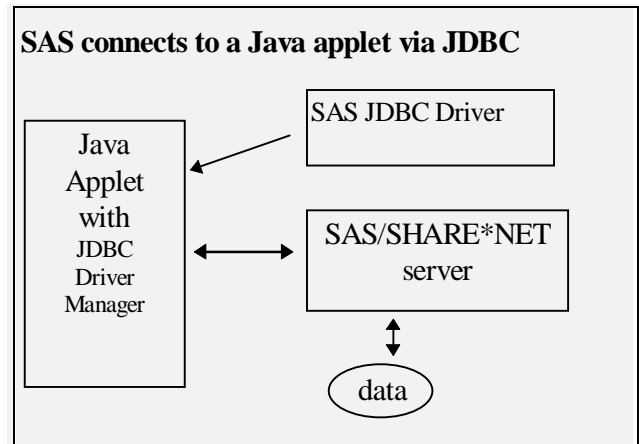 SAS connects to a Java applet via JDBC
SAS JDBC Driver
Java
Applet
with
JDBC
Driver
Manager
SAS/SHARE*NET
server
data